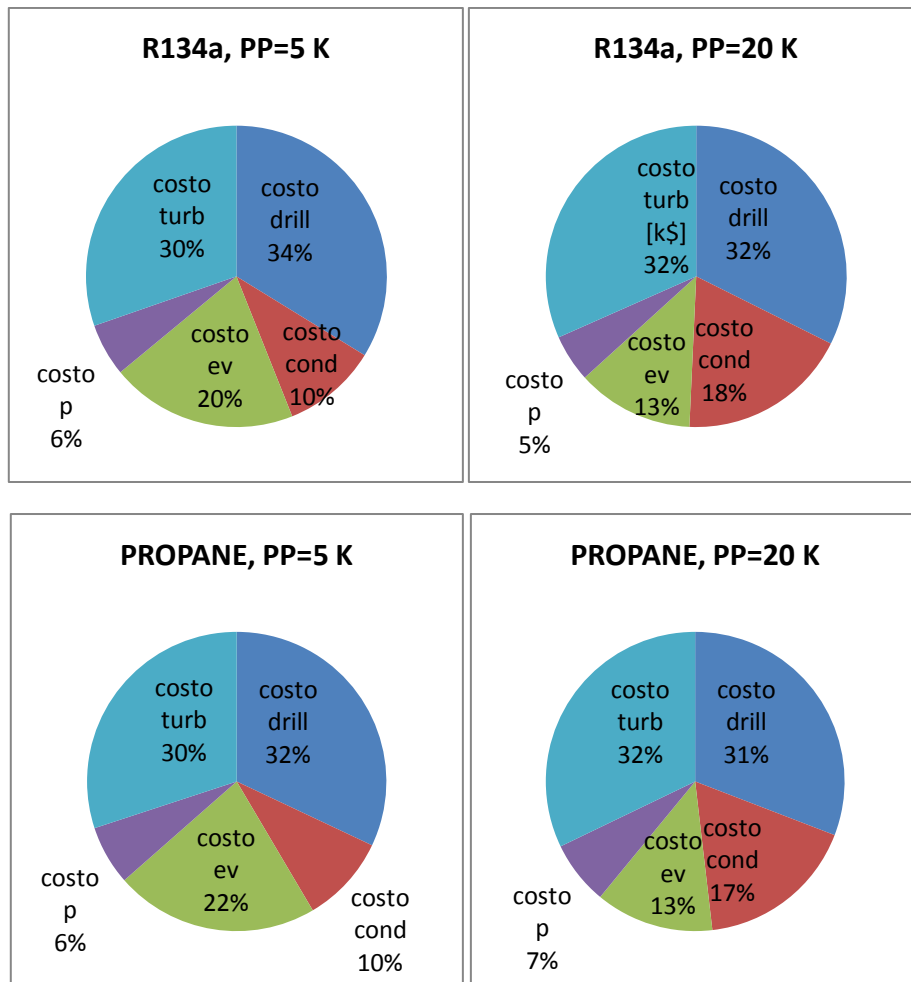 R134a, PP=5 K
costo
turb
30%
costo
drill
34%
costo
p
6%
costo
ev
20%
costo
cond
10%
R134a, PP=20 K
costo
turb
[k$]
32%
costo
drill
32%
costo
p
5%
costo
ev
13%
costo
cond
18%
PROPANE, PP=5 K
costo
turb
30%
costo
drill
32%
costo
p
6%
costo
ev
22%
costo
cond
10%
PROPANE, PP=20 K
costo
turb
32%
costo
drill
31%
costo
p
7%
costo
ev
13%
costo
cond
17%